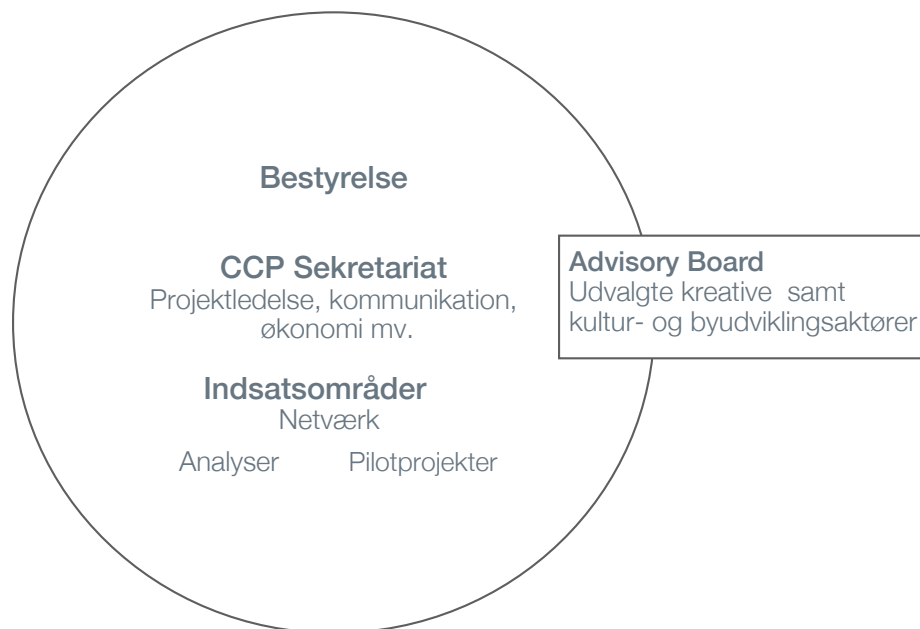 Bestyrelse
CCP Sekretariat
Projektledelse, kommunikation,
økonomi mv.
Advisory Board
Udvalgte kreative samt
kultur- og byudviklingsaktører
Indsatsområder
Netværk
Analyser Pilotprojekter